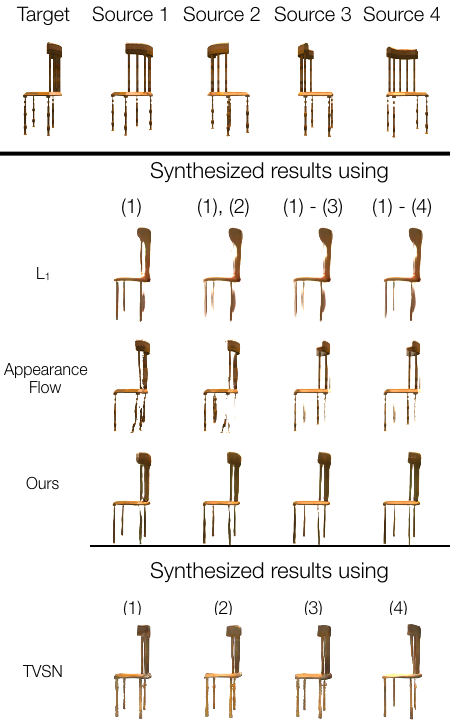 Target Source 1 Source 2 Source 3 Source 4
Synthesized results using
(1) (1), (2) (1) - (3) (1) - (4)
L₁
Appearance
Flow
Ours
Synthesized results using
(1) (2) (3) (4)
TVSN